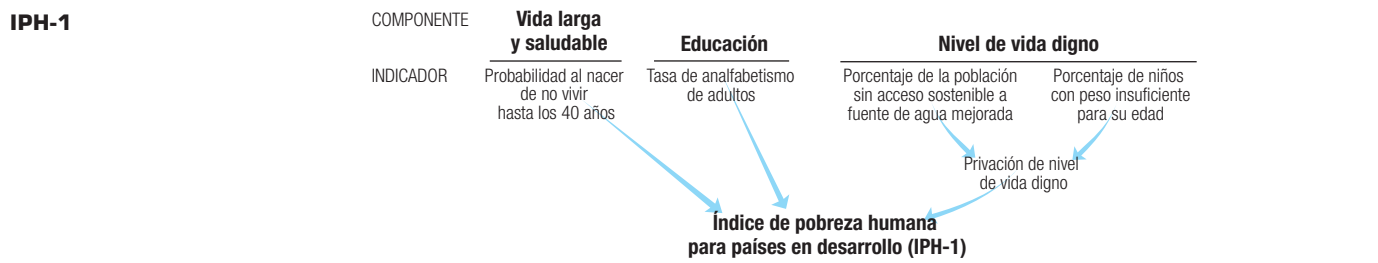 IPH-1
COMPONENTE
Vida larga
y saludable
Educación
Nivel de vida digno
INDICADOR
Probabilidad al nacer
de no vivir
hasta los 40 años
Tasa de analfabetismo
de adultos
Porcentaje de la población
sin acceso sostenible a
fuente de agua mejorada
Porcentaje de niños
con peso insuficiente
para su edad
Privación de nivel
de vida digno
Índice de pobreza humana
para países en desarrollo (IPH-1)